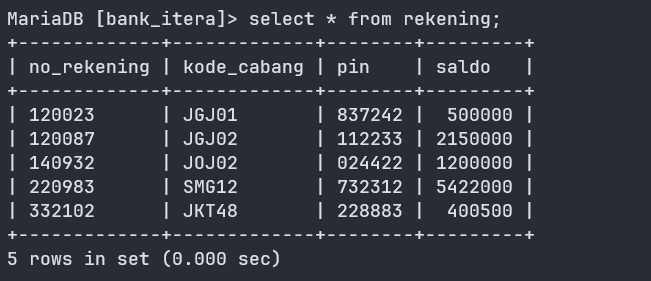 MariaDB [bank_itera]> select * from rekening;
+-------------+-------------+--------+---------+
| no_rekening | kode_cabang | pin    | saldo   |
+-------------+-------------+--------+---------+
| 120023      | JGJ01       | 837242 |  500000 |
| 120087      | JGJ02       | 112233 | 2150000 |
| 140932      | JOJ02       | 024422 | 1200000 |
| 220983      | SMG12       | 732312 | 5422000 |
| 332102      | JKT48       | 228883 |  400500 |
+-------------+-------------+--------+---------+
5 rows in set (0.000 sec)